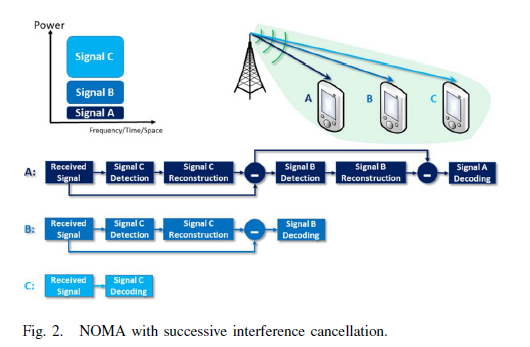 Power
Signal C
Signal B
Signal A
Frequency/Time/Space
A
B
C
A:
Received
Signal
Signal C
Detection
Signal C
Reconstruction
-
Signal B
Detection
Signal B
Reconstruction
-
Signal A
Decoding
B:
Received
Signal
Signal C
Detection
Signal C
Reconstruction
-
Signal B
Decoding
C:
Received
Signal
Signal C
Decoding
Fig. 2. NOMA with successive interference cancellation.